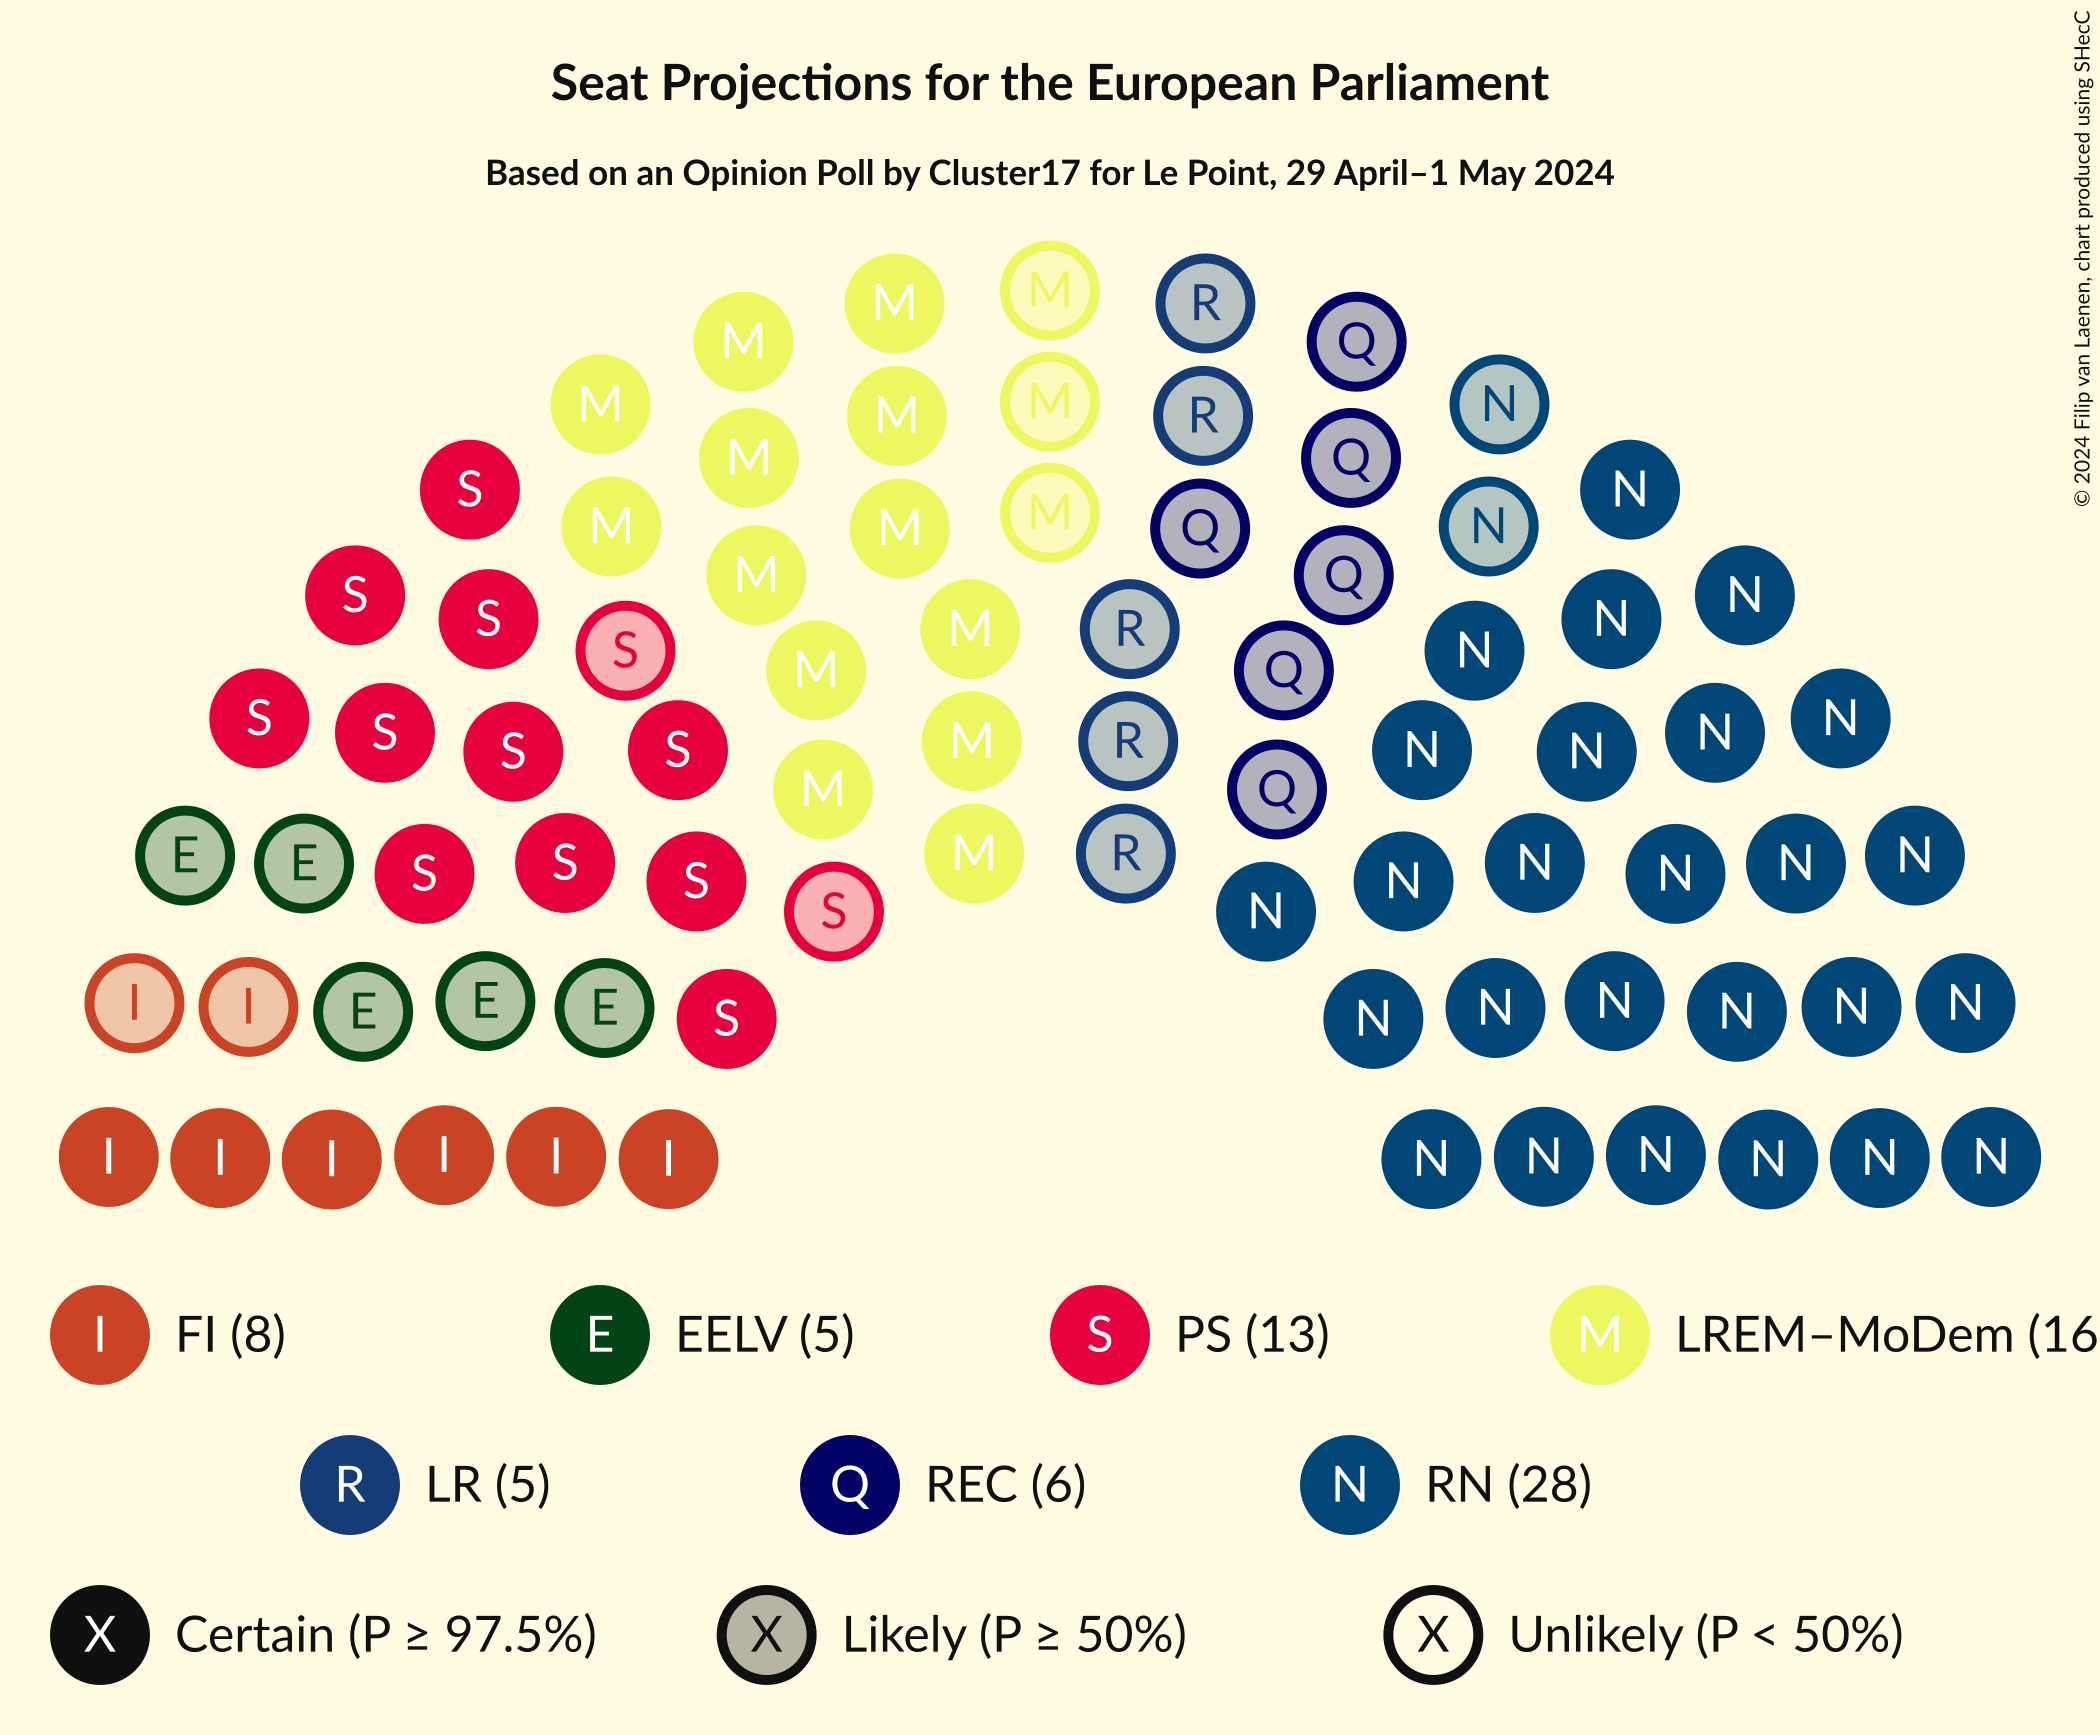 Seat Projections for the European Parliament
Based on an Opinion Poll by Cluster17 for Le Point, 29 April–1 May 2024
© 2024 Filip van Laenen, chart produced using SHecC
M
M R
M Q
M N
M M R
M Q
S N
M M Q
M N
S N
M Q
S M R N
S S N N
M Q
S M R N
S S S N N N
M Q
E E S S S M R N N N N N N
S N
I I E E E S N N N N N N
I I I I I I N N N N N N
I FI (8) E EELV (5) S PS (13) M LREM–MoDem (16
R LR (5) Q REC (6) N RN (28)
X Certain (P ≥ 97.5%) X Likely (P ≥ 50%) X Unlikely (P < 50%)